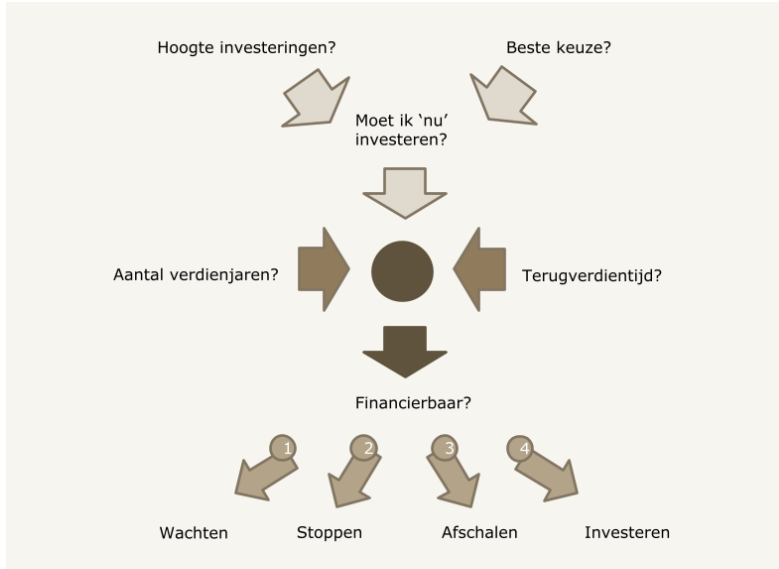 Hoogte investeringen?
Beste keuze?
Moet ik ‘nu’
investeren?
Aantal verdienjaren?
Terugverdientijd?
Financierbaar?
1
2
3
4
Wachten
Stoppen
Afschalen
Investeren